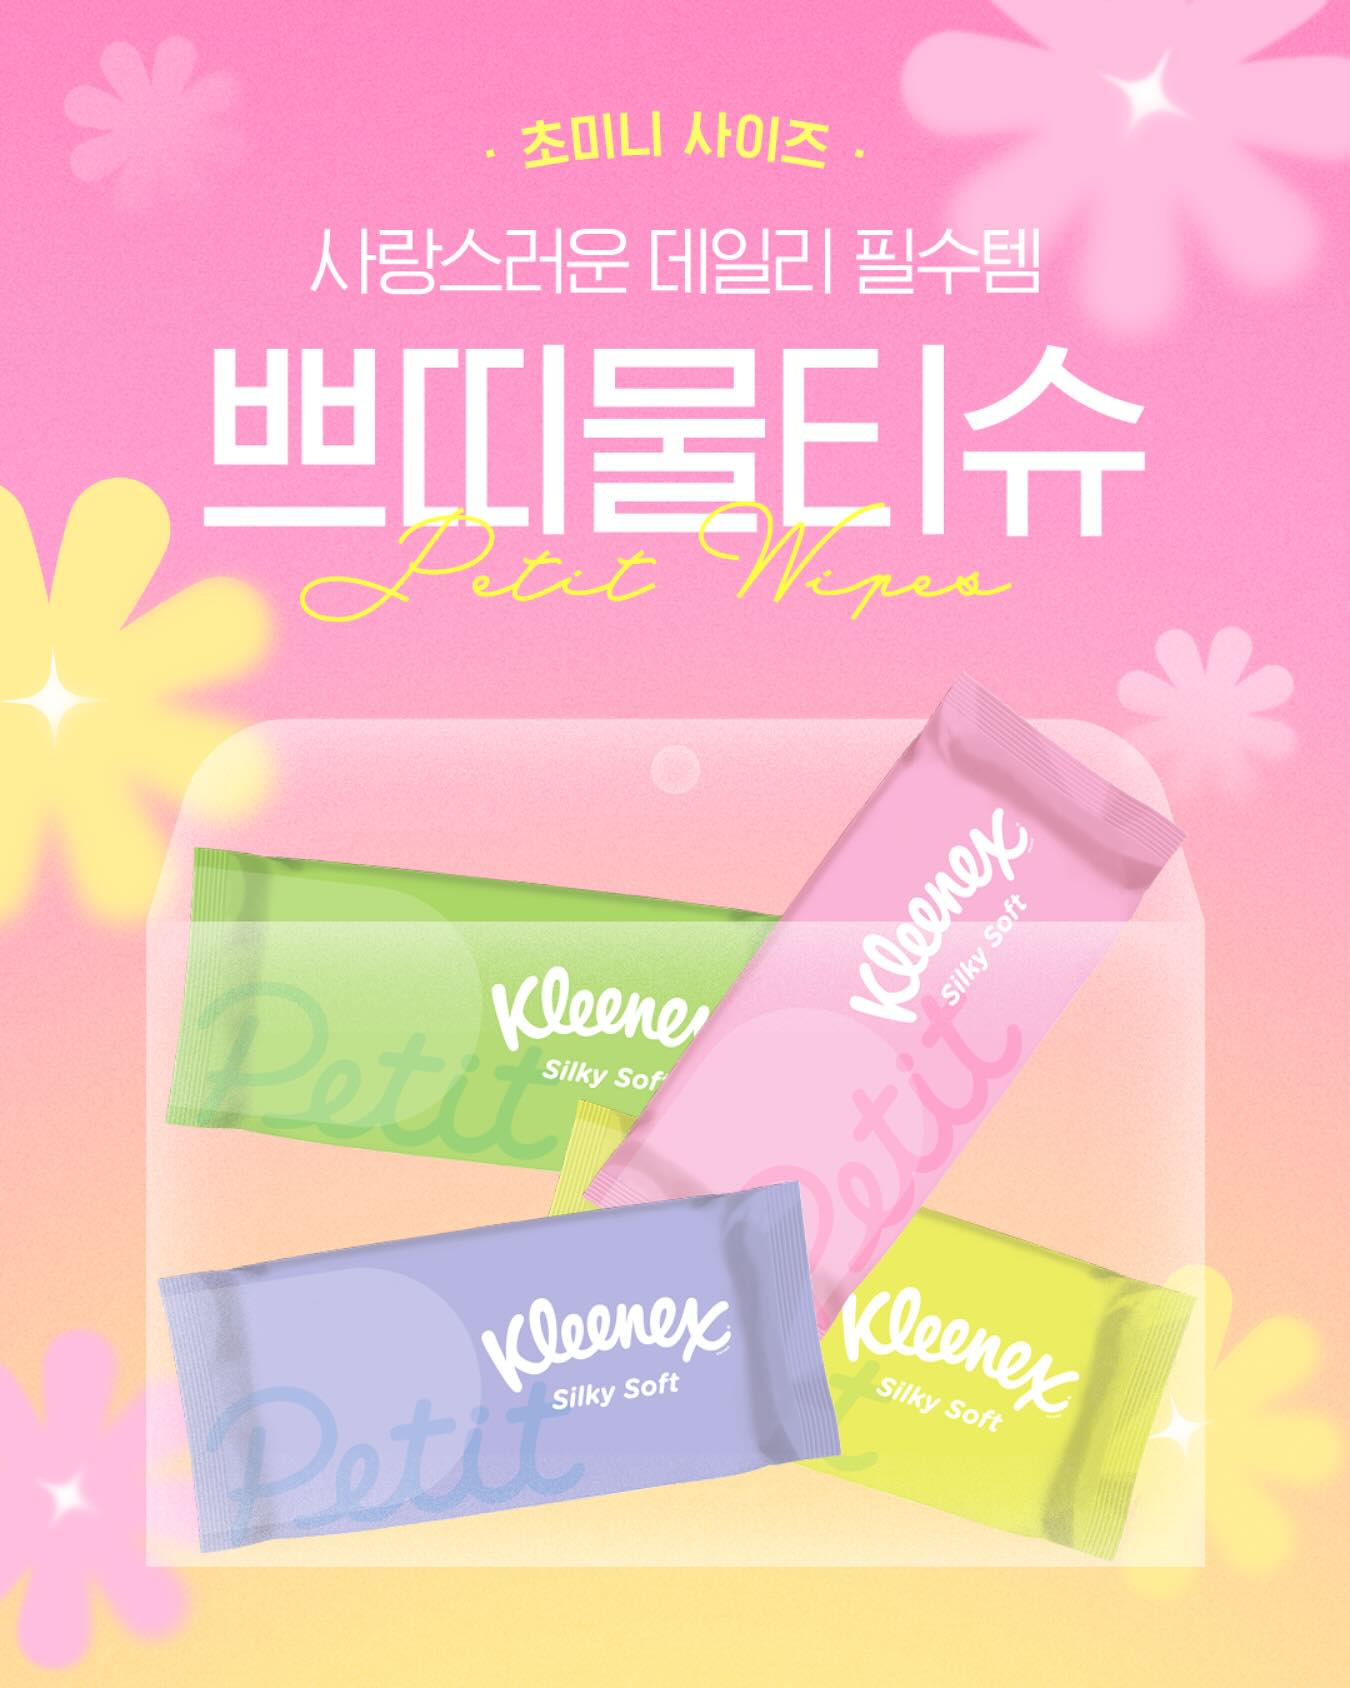 · 초미니 사이즈 ·
사랑스러운 데일리 필수템
쁘띠물티슈
Petit Wipes
Kleenex
Silky Soft
Petit
Kleenex
Silky Soft
Petit
Kleenex
Silky Soft
Petit
Kleenex
Silky Soft